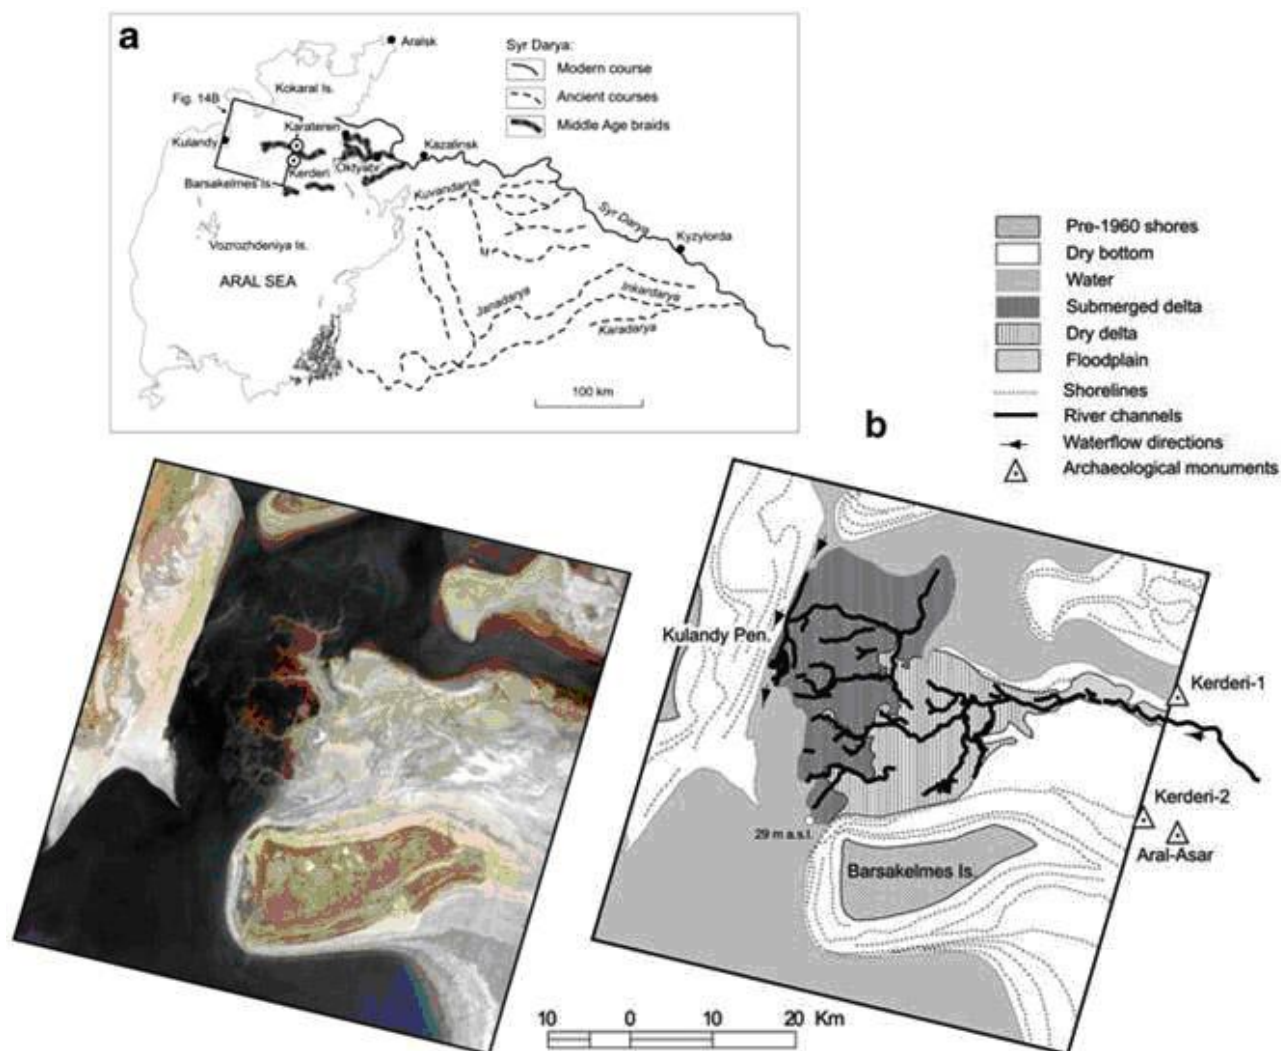 a
Aralsk
Syr Darya:
Modern course
Ancient courses
Middle Age braids
Kokaral Is.
Fig. 14B
Karateren
Kulandy
Kerderi
Oktyabr
Kazalinsk
Barsakelmes Is.
Kuvandarya
Syr Darya
Kyzylorda
Vozrozhdeniya Is.
ARAL SEA
Janadarya
Inkardarya
Karadarya
100 km
Pre-1960 shores
Dry bottom
Water
Submerged delta
Dry delta
Floodplain
Shorelines
River channels
Waterflow directions
Archaeological monuments
b
Kulandy Pen.
Kerderi-1
Kerderi-2
Aral-Asar
29 m a.s.l.
Barsakelmes Is.
10 0 10 20 Km